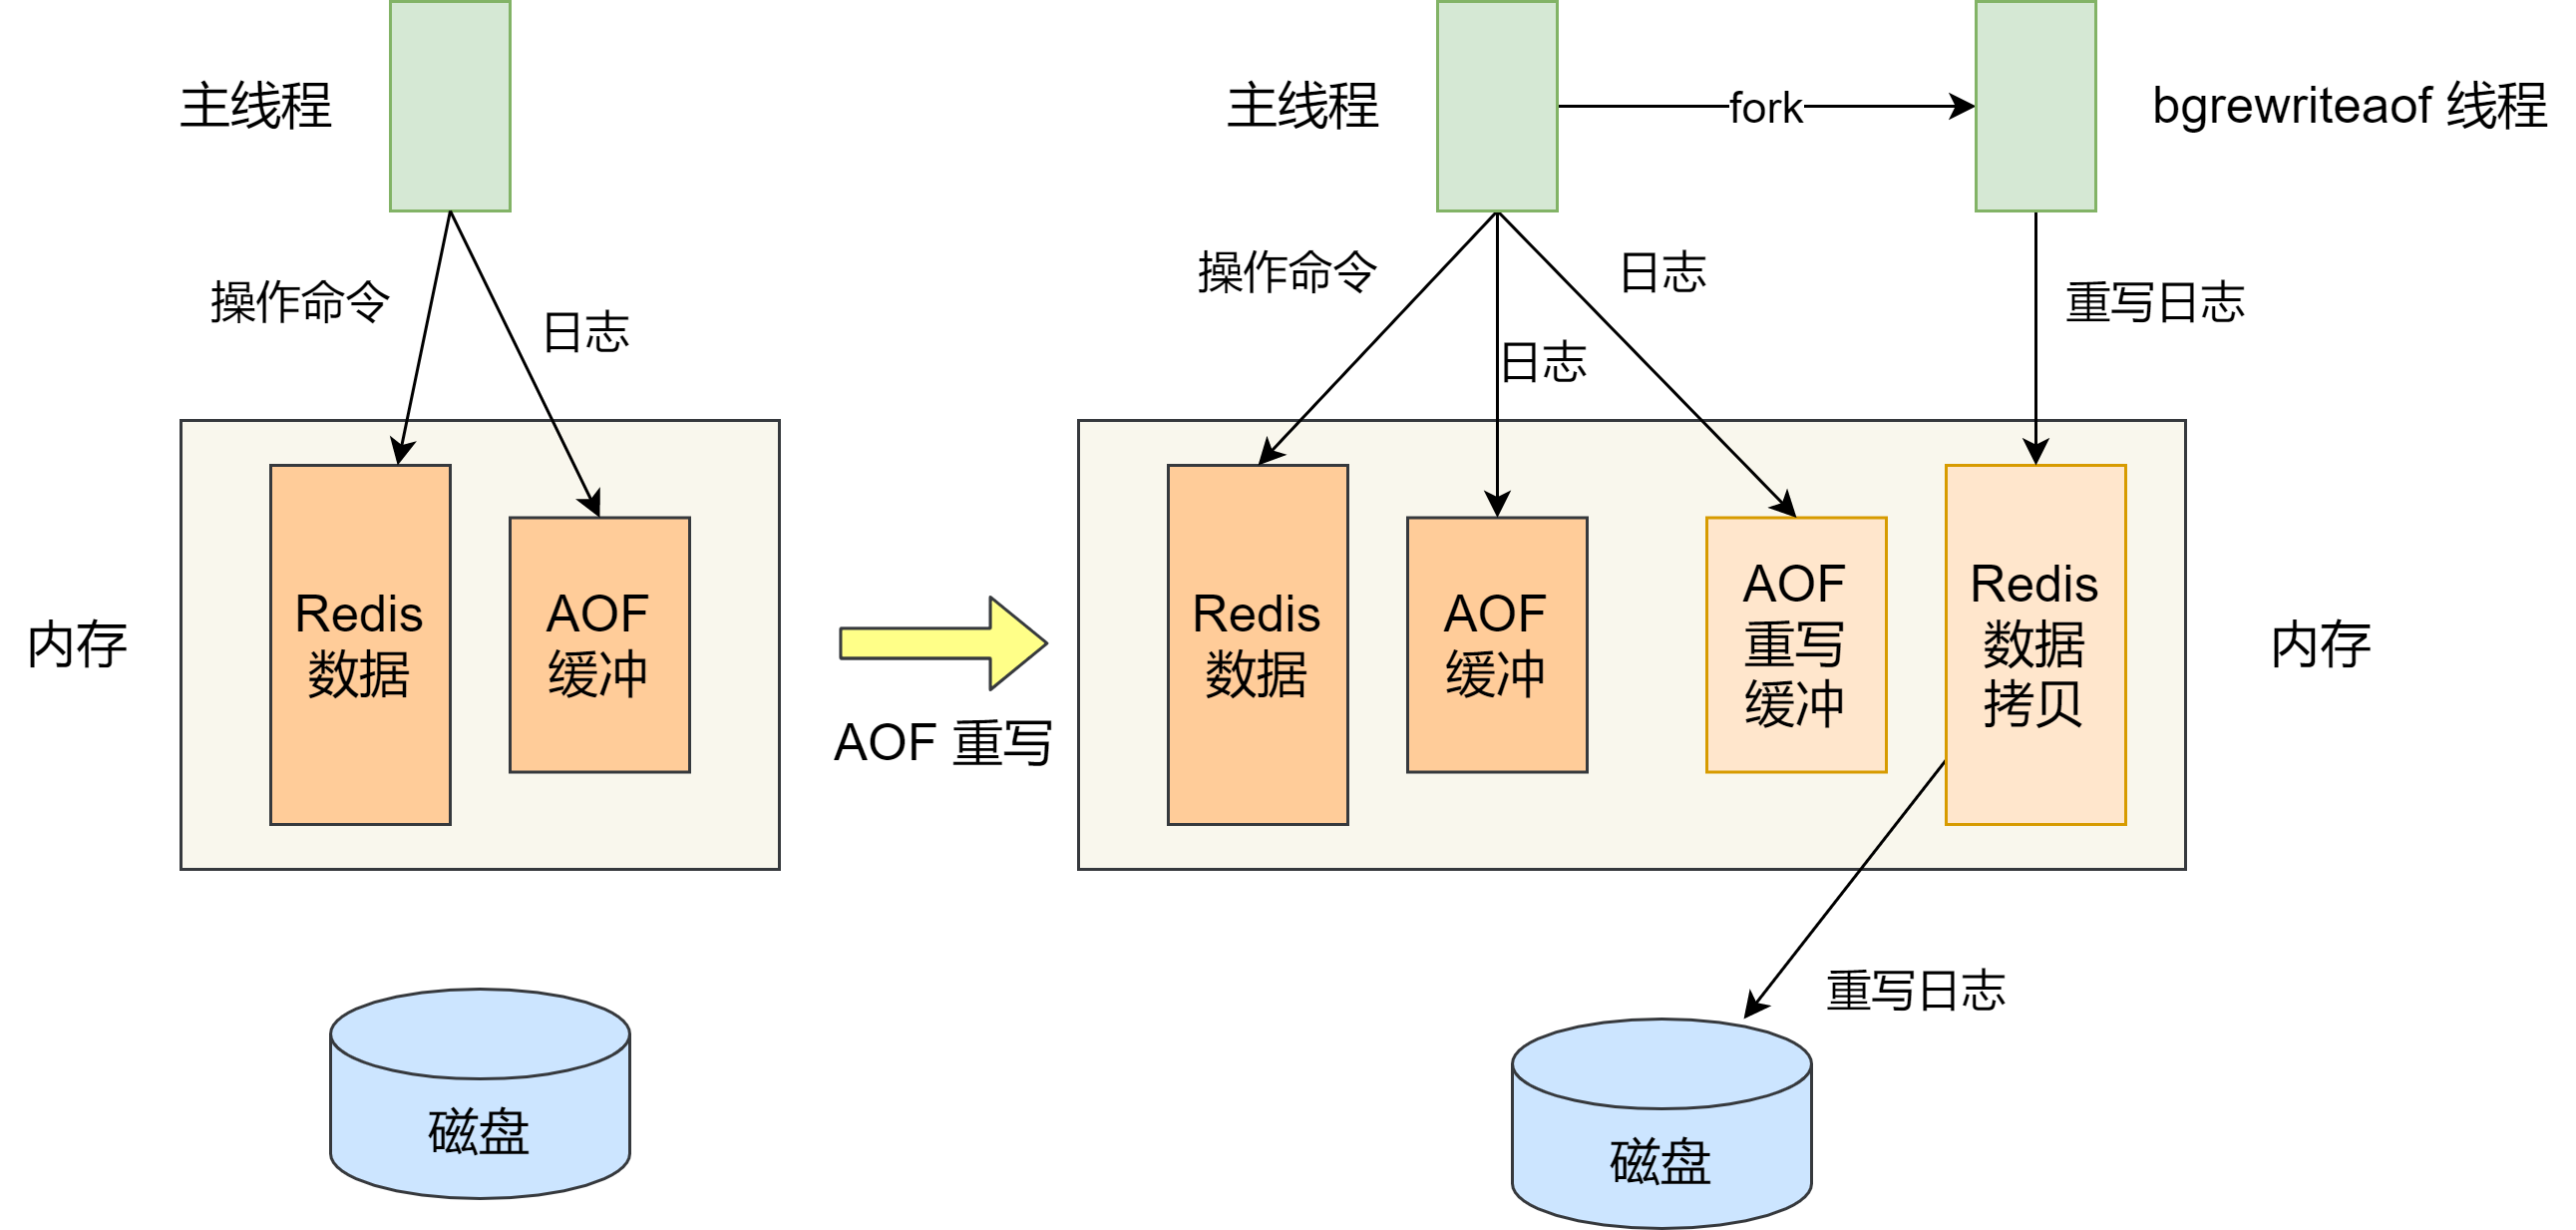 主线程
操作命令
日志
内存
Redis
数据
AOF
缓冲
磁盘
AOF 重写
主线程
fork
bgrewriteaof 线程
操作命令
日志
日志
重写日志
Redis
数据
AOF
缓冲
AOF
重写
缓冲
Redis
数据
拷贝
内存
重写日志
磁盘